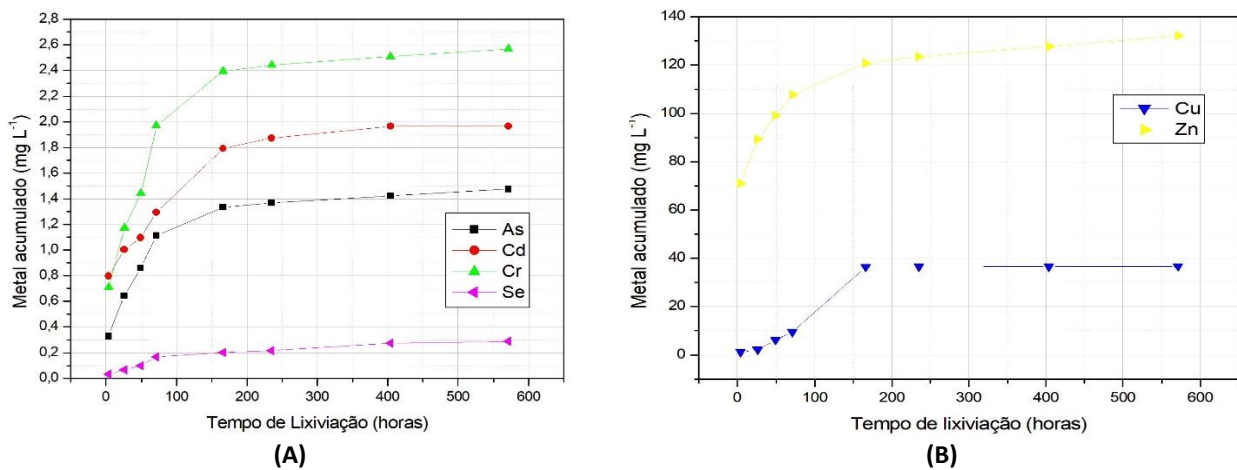 2,8
2,6
2,4
2,2
2,0
1,8
1,6
1,4
1,2
1,0
0,8
0,6
0,4
0,2
0,0
Metal acumulado (mg L⁻¹)
As
Cd
Cr
Se
0 100 200 300 400 500 600
Tempo de Lixiviação (horas)
(A)
140
120
100
80
60
40
20
0
Metal acumulado (mg L⁻¹)
Cu
Zn
0 100 200 300 400 500 600
Tempo de lixiviação (horas)
(B)